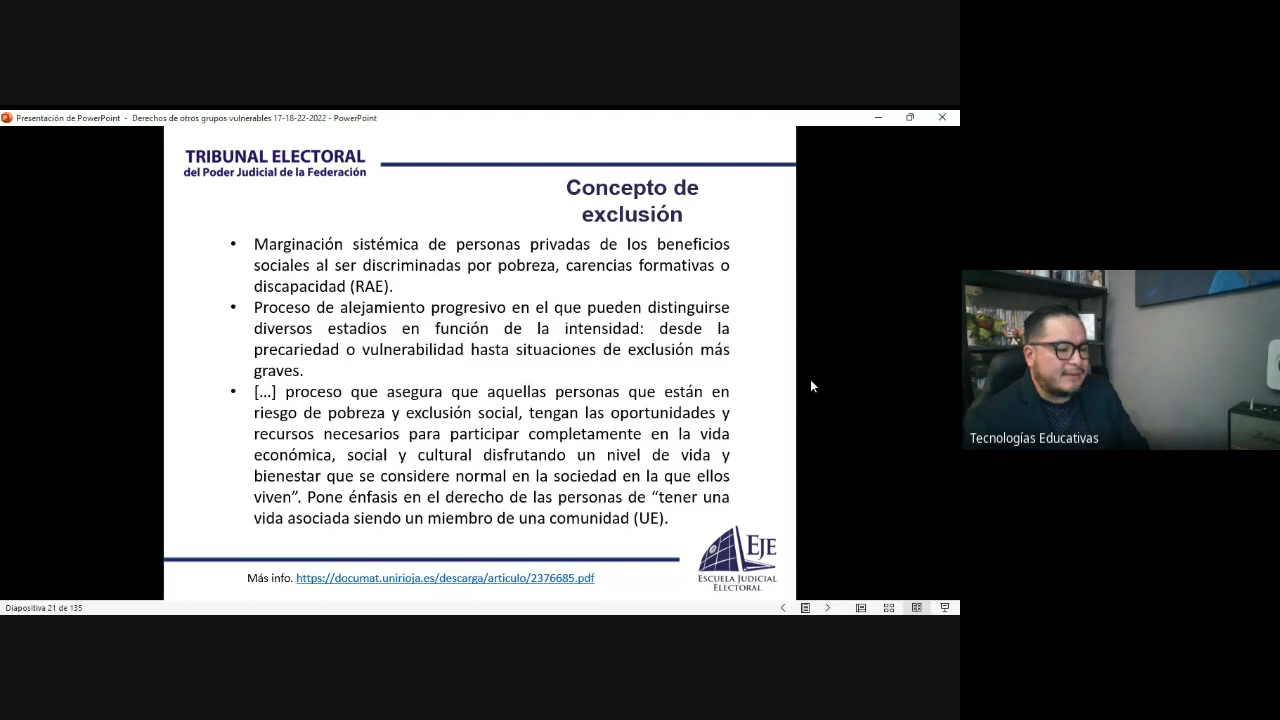 Presentación de PowerPoint - Derechos de otros grupos vulnerables 17-18-22-2022 - PowerPoint
TRIBUNAL ELECTORAL
del Poder Judicial de la Federación
Concepto de
exclusión
• Marginación sistémica de personas privadas de los beneficios
sociales al ser discriminadas por pobreza, carencias formativas o
discapacidad (RAE).
• Proceso de alejamiento progresivo en el que pueden distinguirse
diversos estadios en función de la intensidad: desde la
precariedad o vulnerabilidad hasta situaciones de exclusión más
graves.
• [...] proceso que asegura que aquellas personas que están en
riesgo de pobreza y exclusión social, tengan las oportunidades y
recursos necesarios para participar completamente en la vida
económica, social y cultural disfrutando un nivel de vida y
bienestar que se considere normal en la sociedad en la que ellos
viven”. Pone énfasis en el derecho de las personas de “tener una
vida asociada siendo un miembro de una comunidad (UE).
EJE
ESCUELA JUDICIAL
ELECTORAL
Más info. https://documat.unirioja.es/descarga/articulo/2376685.pdf
Diapositiva 21 de 135
Tecnologías Educativas